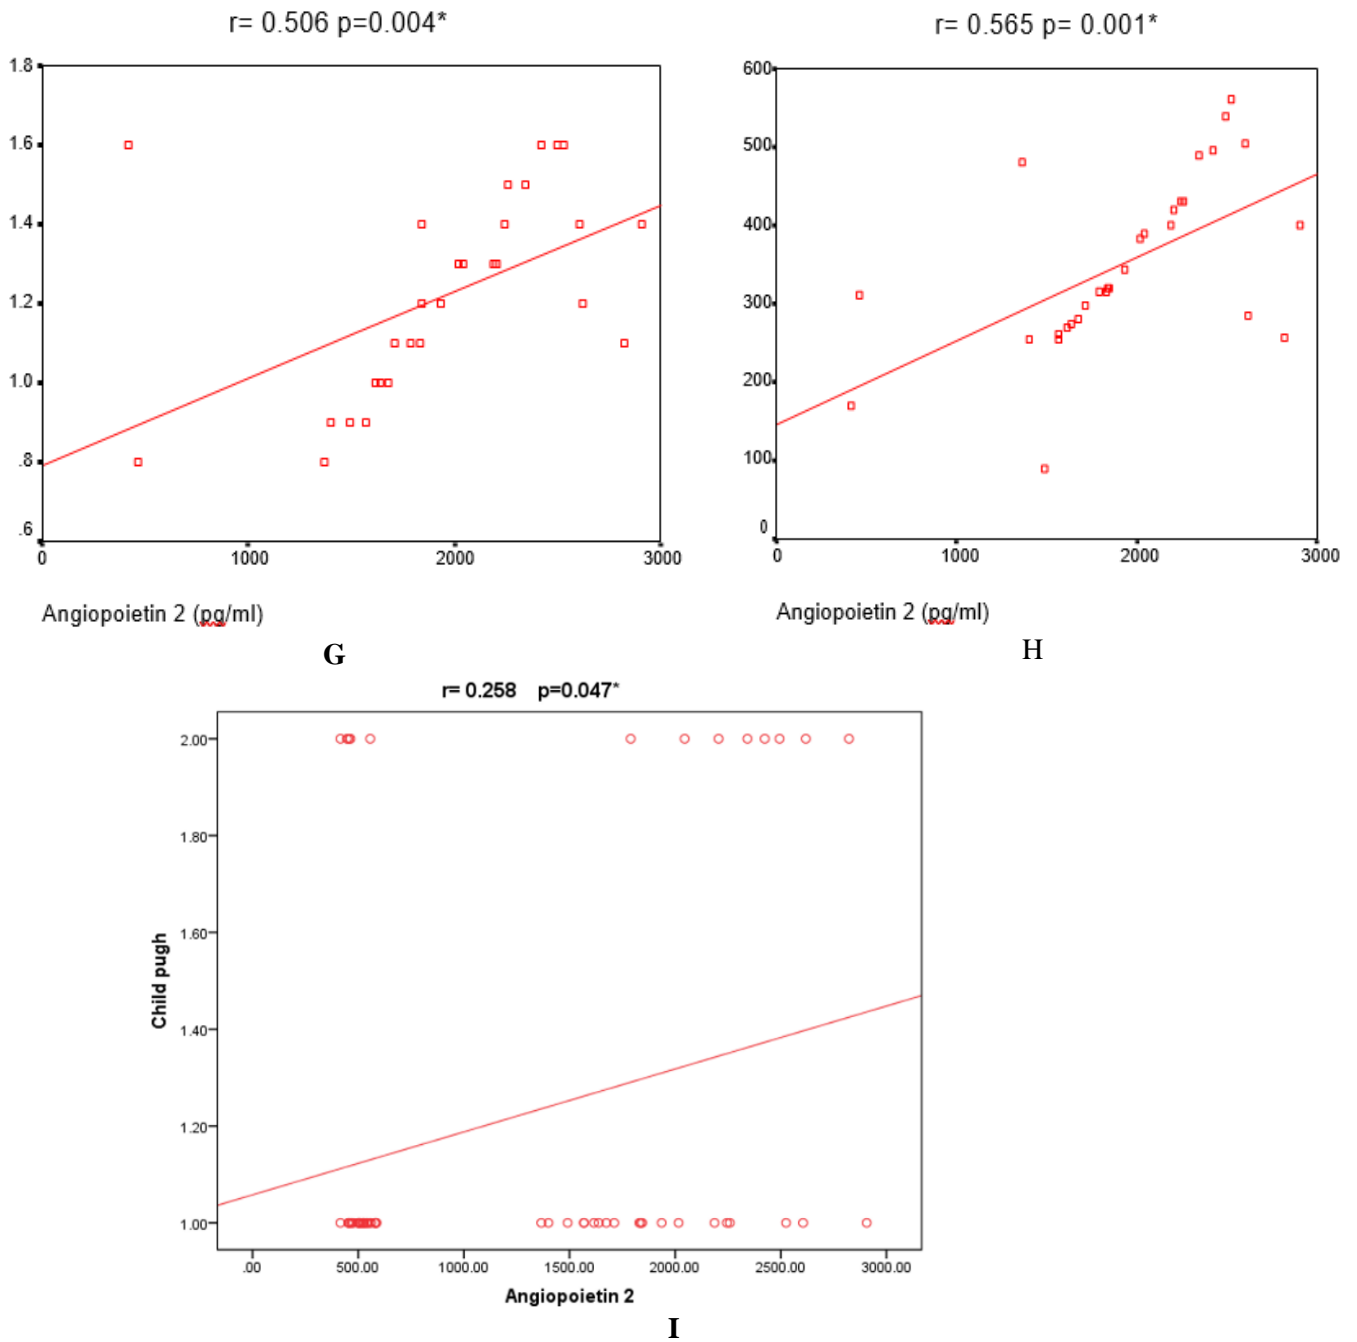 r= 0.506 p=0.004*
1.8
1.6
1.4
1.2
1.0
.8
.6
0 1000 2000 3000
Angiopoietin 2 (pg/ml)
G
r= 0.565 p= 0.001*
600
500
400
300
200
100
0
0 1000 2000 3000
Angiopoietin 2 (pg/ml)
H
r= 0.258 p=0.047*
2.00
1.80
1.60
1.40
1.20
1.00
Child pugh
.00 500.00 1000.00 1500.00 2000.00 2500.00 3000.00
Angiopoietin 2
I